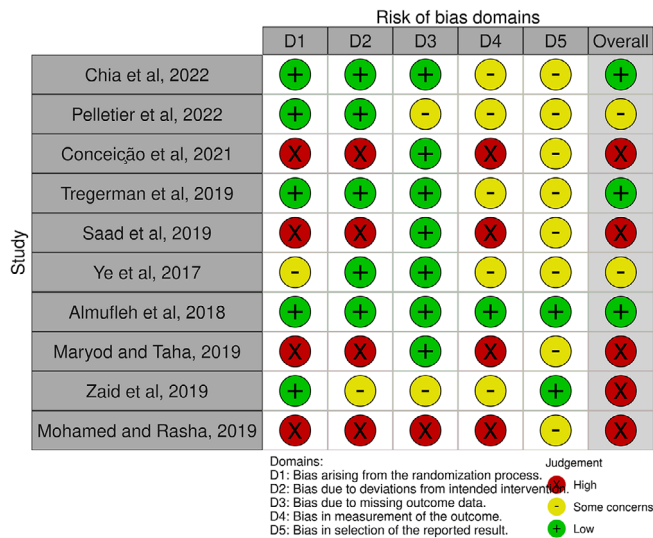 Risk of bias domains
D1 D2 D3 D4 D5 Overall
Study
Chia et al, 2022 + + + - - +
Pelletier et al, 2022 + + - - - -
Conceição et al, 2021 X X + X - X
Tregerman et al, 2019 + + + - - +
Saad et al, 2019 X X + X - X
Ye et al, 2017 - + + - - -
Almufleh et al, 2018 + + + + + +
Maryod and Taha, 2019 X X + X - X
Zaid et al, 2019 + - - - + X
Mohamed and Rasha, 2019 X X X X - X
Domains:
D1: Bias arising from the randomization process.
D2: Bias due to deviations from intended intervention.
D3: Bias due to missing outcome data.
D4: Bias in measurement of the outcome.
D5: Bias in selection of the reported result.
Judgement
X High
- Some concerns
+ Low